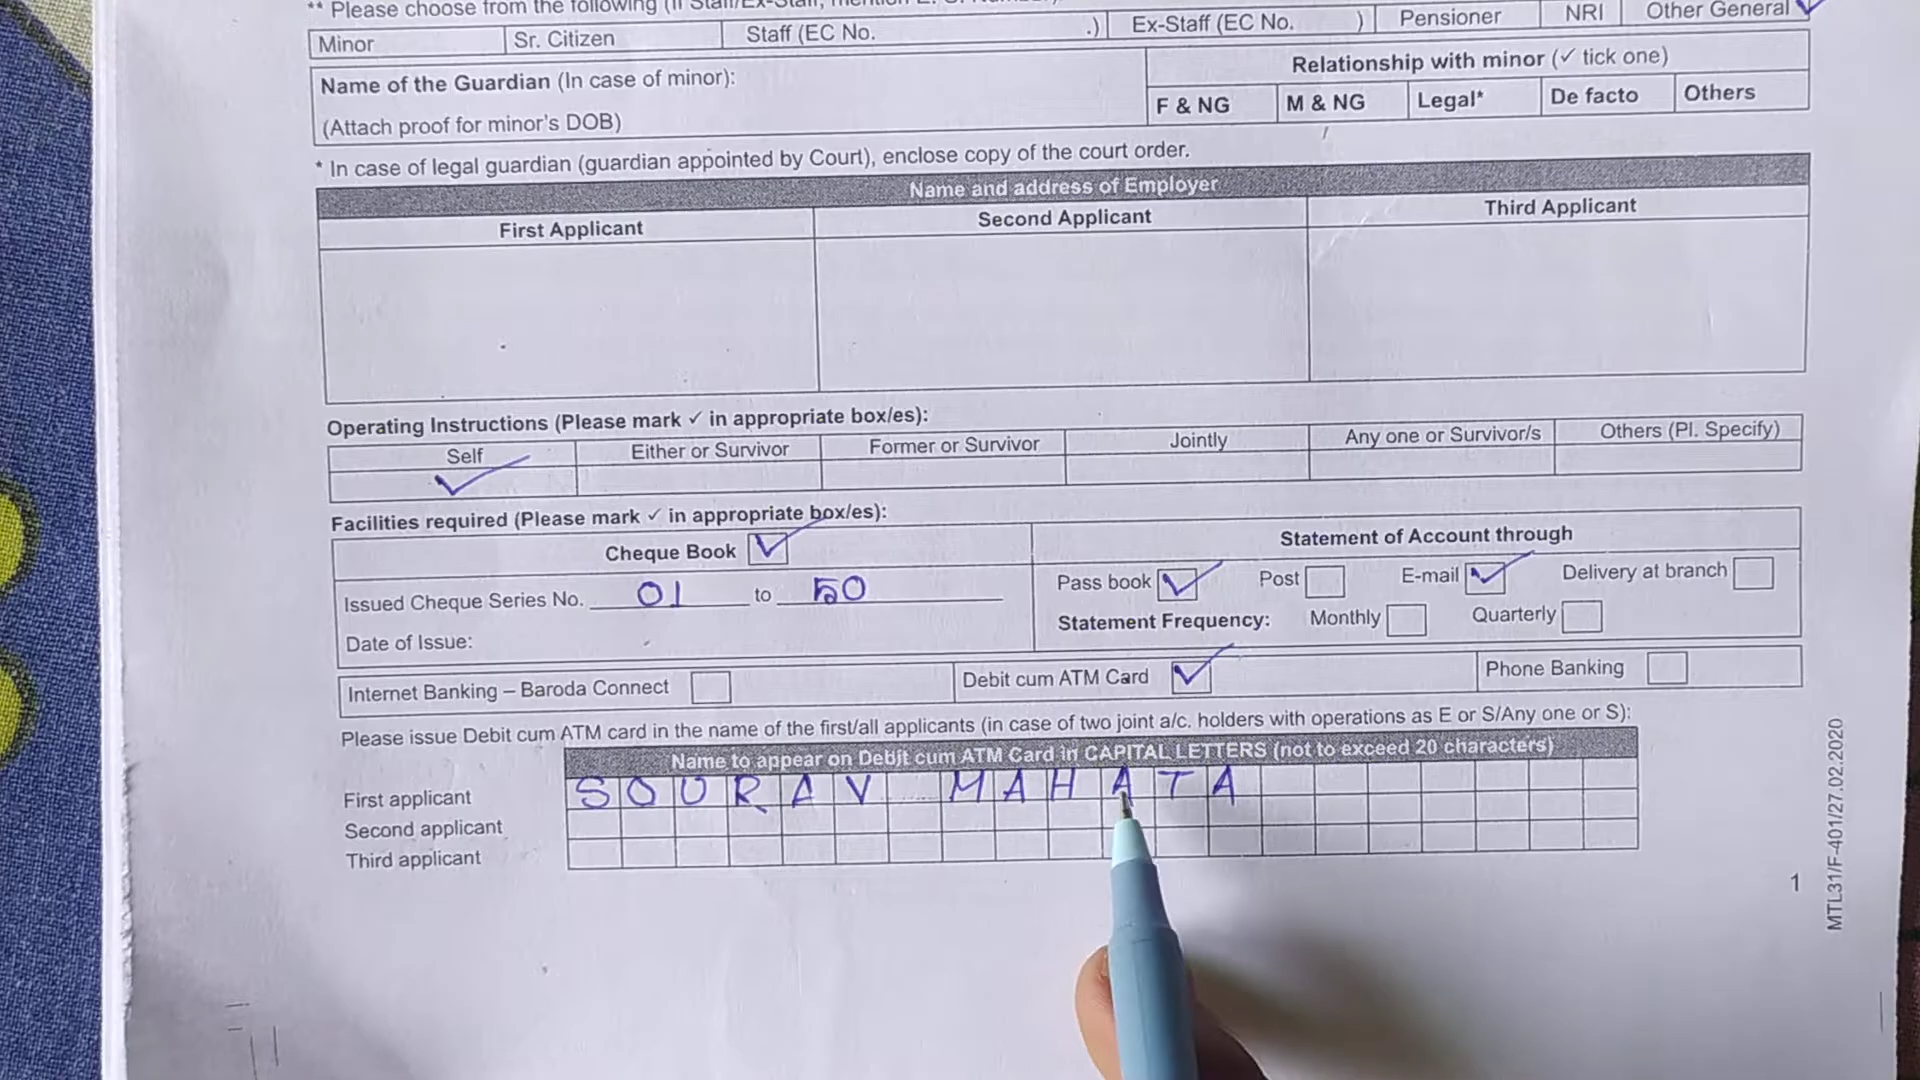 ** Please choose from the following (If Staff/Ex-Staff, mention E. C. Number)
Minor Sr. Citizen Staff (EC No. .) Ex-Staff (EC No. ) Pensioner NRI Other General ✓
Name of the Guardian (In case of minor): Relationship with minor (✓ tick one)
(Attach proof for minor's DOB) F & NG M & NG Legal* De facto Others
* In case of legal guardian (guardian appointed by Court), enclose copy of the court order.
Name and address of Employer
First Applicant Second Applicant Third Applicant
Operating Instructions (Please mark ✓ in appropriate box/es):
Self Either or Survivor Former or Survivor Jointly Any one or Survivor/s Others (Pl. Specify)
✓
Facilities required (Please mark ✓ in appropriate box/es):
Cheque Book ✓ Statement of Account through
Issued Cheque Series No. 01 to 50 Pass book ✓ Post E-mail ✓ Delivery at branch
Date of Issue: Statement Frequency: Monthly Quarterly
Internet Banking – Baroda Connect Debit cum ATM Card ✓ Phone Banking
Please issue Debit cum ATM card in the name of the first/all applicants (in case of two joint a/c. holders with operations as E or S/Any one or S):
Name to appear on Debit cum ATM Card in CAPITAL LETTERS (not to exceed 20 characters)
First applicant SOURAV MAHATA
Second applicant
Third applicant
1
MTL31/F-401/27.02.2020